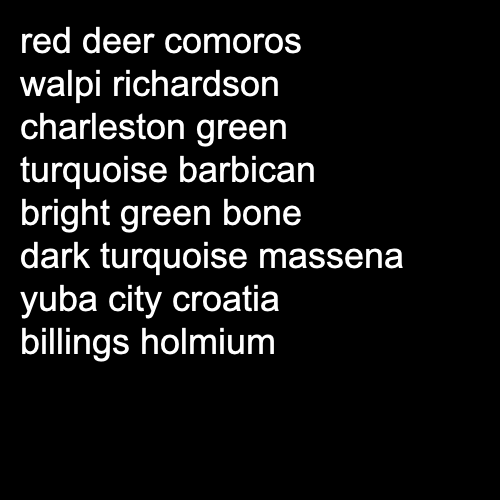 red deer comoros
walpi richardson
charleston green
turquoise barbican
bright green bone
dark turquoise massena
yuba city croatia
billings holmium